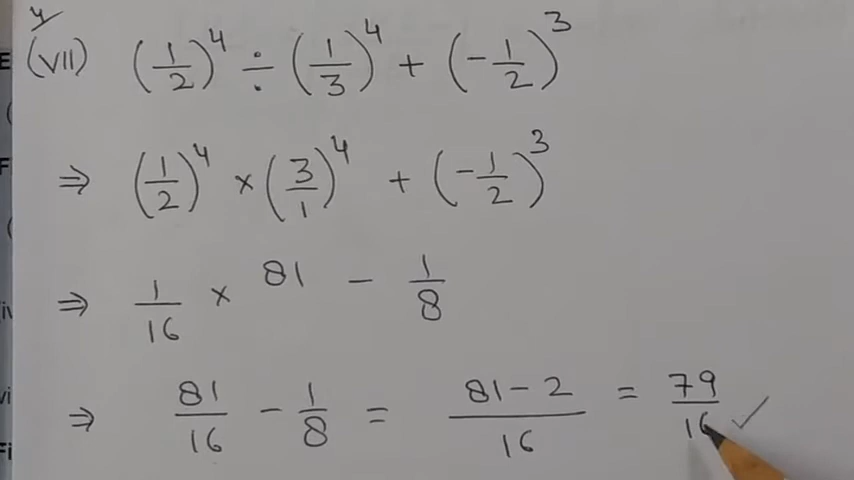 4
(VII) (1/2)^4 ÷ (1/3)^4 + (-1/2)^3
⇒ (1/2)^4 × (3/1)^4 + (-1/2)^3
⇒ 1/16 × 81 - 1/8
⇒ 81/16 - 1/8 = (81-2)/16 = 79/16 ✓